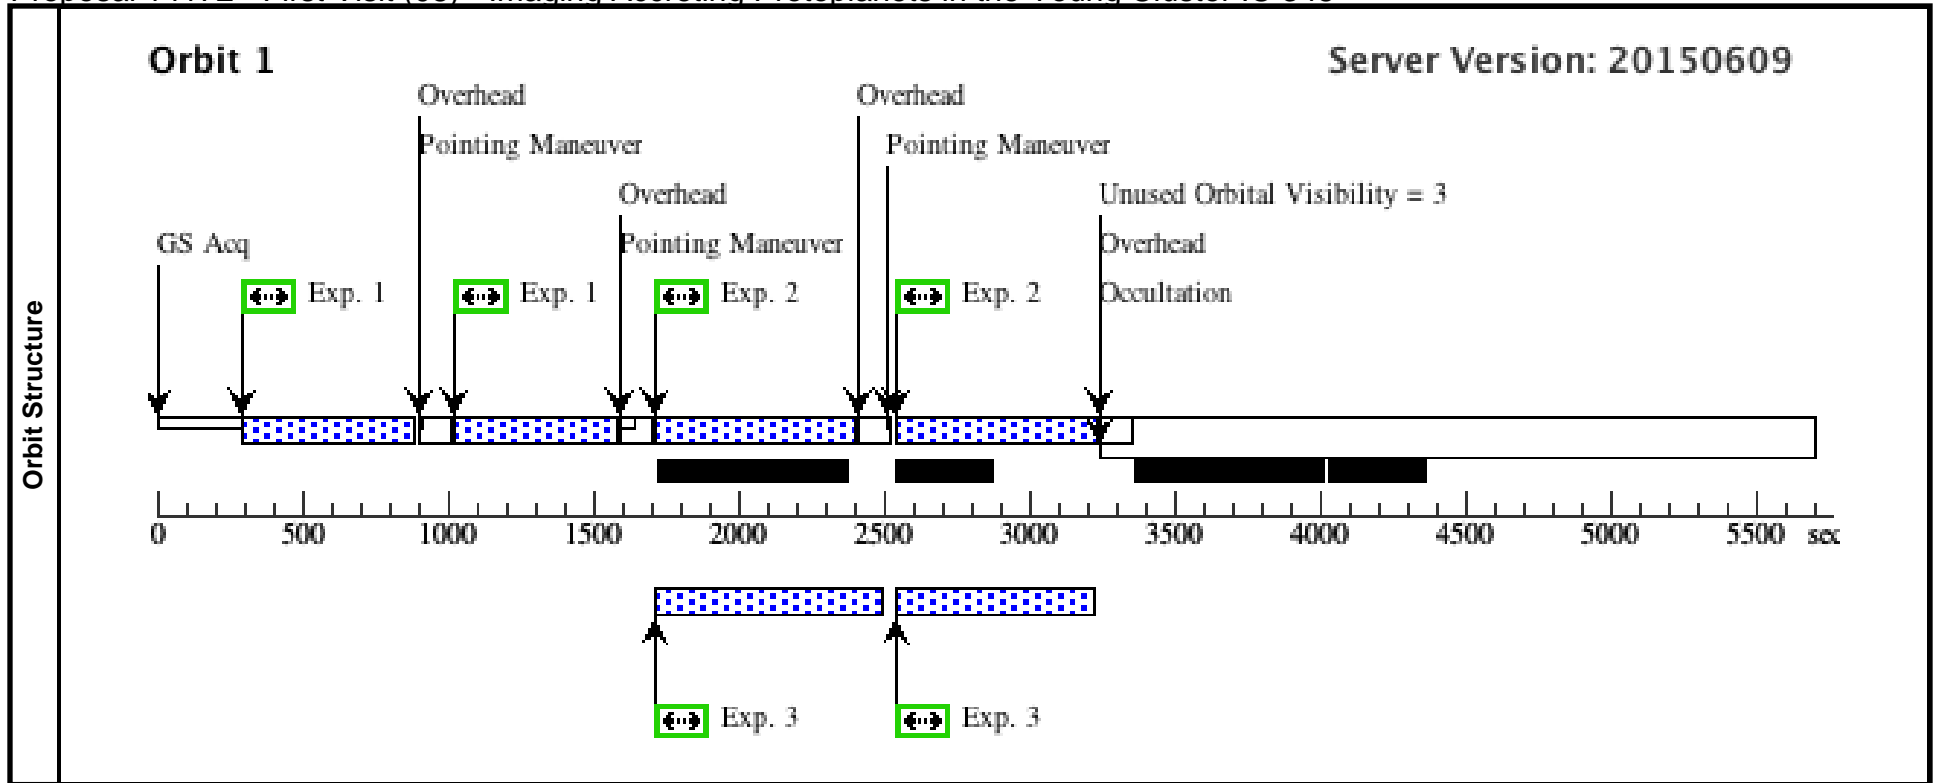 Orbit 1
Server Version: 20150609
Overhead
Overhead
Pointing Maneuver
Pointing Maneuver
Overhead
Unused Orbital Visibility = 3
GS Acq
Pointing Maneuver
Overhead
Exp. 1
Exp. 1
Exp. 2
Exp. 2
Occultation
Orbit Structure
0 500 1000 1500 2000 2500 3000 3500 4000 4500 5000 5500 sec
Exp. 3
Exp. 3